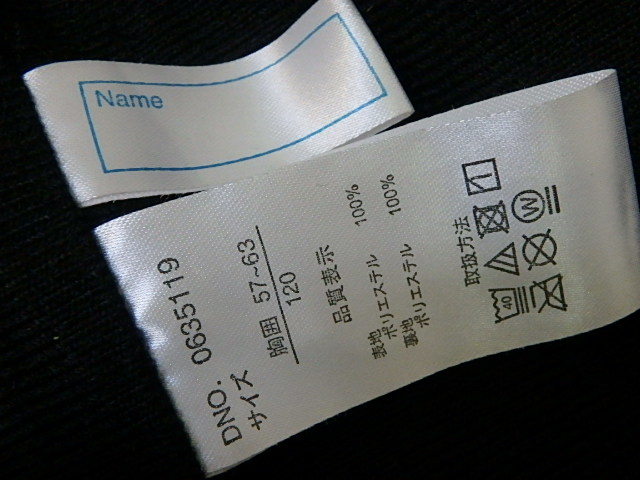 Name
DNO. 0635119
サイズ
胸囲 57~63
120
品質表示
表地
ポリエステル 100%
裏地
ポリエステル 100%
取扱方法
40
W